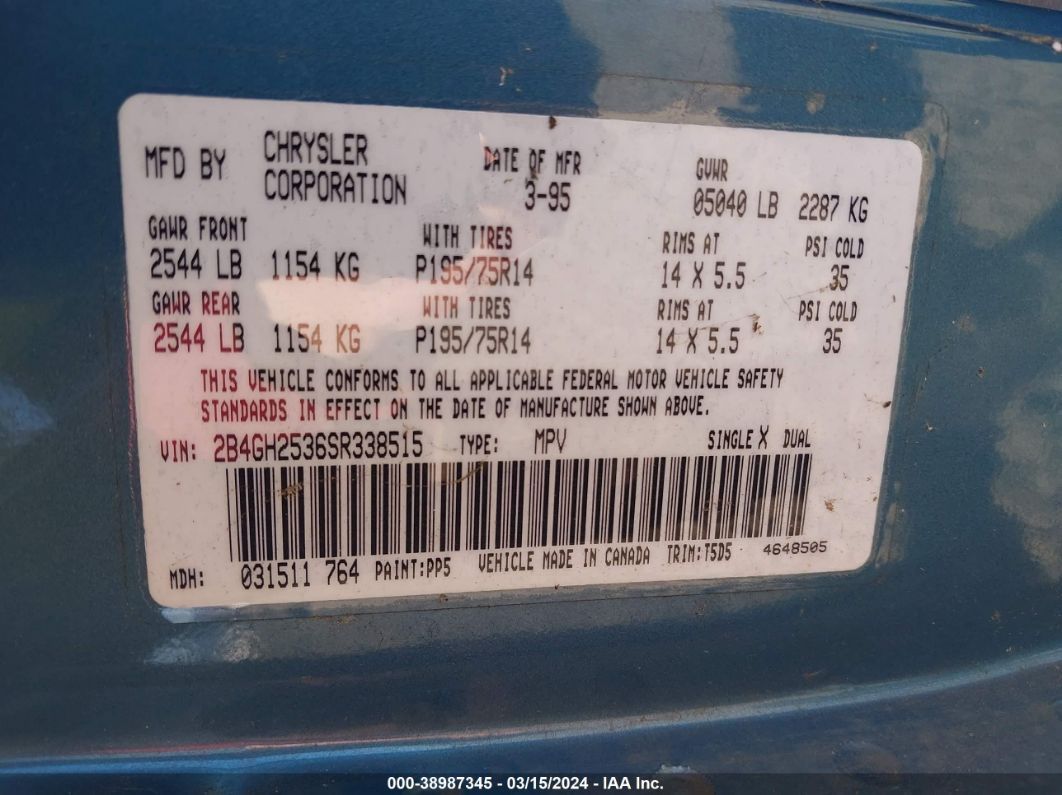 MFD BY CHRYSLER CORPORATION DATE OF MFR 3-95 GVWR 05040 LB 2287 KG
GAWR FRONT WITH TIRES RIMS AT PSI COLD
2544 LB 1154 KG P195/75R14 14 X 5.5 35
GAWR REAR WITH TIRES RIMS AT PSI COLD
2544 LB 1154 KG P195/75R14 14 X 5.5 35
THIS VEHICLE CONFORMS TO ALL APPLICABLE FEDERAL MOTOR VEHICLE SAFETY
STANDARDS IN EFFECT ON THE DATE OF MANUFACTURE SHOWN ABOVE.
VIN: 2B4GH2536SR338515 TYPE: MPV SINGLE X DUAL
MDH: 031511 764 PAINT:PP5 VEHICLE MADE IN CANADA TRIM:T5D5 4648505
000-38987345 - 03/15/2024 - IAA Inc.